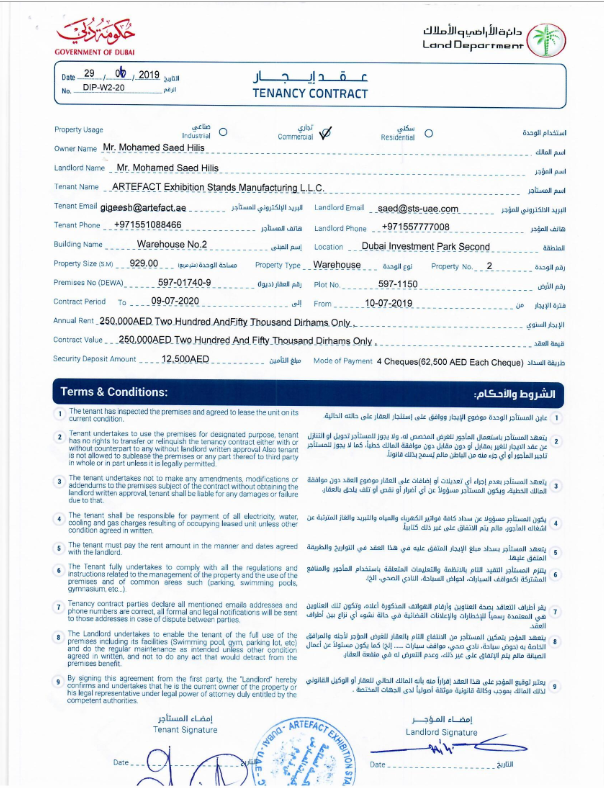 حكومة دبي
GOVERNMENT OF DUBAI
دائرة الأراضي والأملاك
Land Department
Date 29 / 06 / 2019 التاريخ
No. DIP-W2-20 الرقم
عقد إيجار
TENANCY CONTRACT
Property Usage صناعي Industrial تجاري Commercial ✓ سكني Residential استخدام الوحدة
Owner Name Mr. Mohamed Saed Hilis اسم المالك
Landlord Name Mr. Mohamed Saed Hilis اسم المؤجر
Tenant Name ARTEFACT Exhibition Stands Manufacturing L.L.C. اسم المستأجر
Tenant Email gigeesh@artefact.ae البريد الإلكتروني للمستأجر Landlord Email saed@sts-uae.com البريد الالكتروني للمؤجر
Tenant Phone +971551088466 هاتف المستأجر Landlord Phone +971557777008 هاتف المؤجر
Building Name Warehouse No.2 إسم المبنى Location Dubai Investment Park Second المنطقة
Property Size (S.M) 929.00 مساحة الوحدة (متر مربع) Property Type Warehouse نوع الوحدة Property No. 2 رقم الوحدة
Premises No (DEWA) 597-01740-9 رقم العقار (ديوا) Plot No. 597-1150 رقم الأرض
Contract Period To 09-07-2020 إلى From 10-07-2019 من فترة الإيجار
Annual Rent 250,000AED Two Hundred AndFifty Thousand Dirhams Only . الإيجار السنوي
Contract Value 250,000AED Two Hundred And Fifty Thousand Dirhams Only . قيمة العقد
Security Deposit Amount 12,500AED مبلغ التأمين Mode of Payment 4 Cheques(62,500 AED Each Cheque) طريقة السداد
Terms & Conditions: الشروط والأحكام:
1 The tenant has inspected the premises and agreed to lease the unit on its
current condition.
عاين المستأجر الوحدة موضوع الإيجار ووافق على إستئجار العقار على حالته الحالية. 1
2 Tenant undertakes to use the premises for designated purpose, tenant
has no rights to transfer or relinquish the tenancy contract either with or
without counterpart to any without landlord written approval. Also tenant
is not allowed to sublease the premises or any part thereof to third party
in whole or in part unless it is legally permitted.
يتعهد المستأجر باستعمال المأجور للغرض المخصص له، ولا يجوز للمستأجر تحويل او التنازل
عن عقد الايجار للغير بمقابل أو دون مقابل دون موافقة المالك خطياً، كما لا يجوز للمستأجر
تاجير المأجور أو أي جزء منه من الباطن مالم يسمح بذلك قانوناً. 2
3 The tenant undertakes not to make any amendments, modifications or
addendums to the premises subject of the contract without obtaining the
landlord written approval, tenant shall be liable for any damages or failure
due to that.
يتعهد المستأجر بعدم إجراء أي تعديلات أو إضافات على العقار موضوع العقد دون موافقة
المالك الخطية، ويكون المستأجر مسؤولاً عن أي أضرار أو نقص أو تلف يلحق بالعقار. 3
4 The tenant shall be responsible for payment of all electricity, water,
cooling and gas charges resulting of occupying leased unit unless other
condition agreed in written.
يكون المستأجر مسؤولا عن سداد كافة فواتير الكهرباء والمياه والتبريد والغاز المترتبة عن
اشغاله المأجور، مالم يتم الاتفاق على غير ذلك كتابياً. 4
5 The tenant must pay the rent amount in the manner and dates agreed
with the landlord.
يتعهد المستأجر بسداد مبلغ الإيجار المتفق عليه في هذا العقد في التواريخ والطريقة
المتفق عليها. 5
6 The Tenant fully undertakes to comply with all the regulations and
instructions related to the management of the property and the use of the
premises and of common areas such (parking, swimming pools,
gymnasium, etc...).
يلتزم المستأجر التقيد التام بالانظمة والتعليمات المتعلقة باستخدام المأجور والمنافع
المشتركة (كمواقف السيارات، احواض السباحة، النادي الصحي، الخ). 6
7 Tenancy contract parties declare all mentioned emails addresses and
phone numbers are correct, all formal and legal notifications will be sent
to those addresses in case of dispute between parties.
يقر أطراف التعاقد بصحة العناوين وأرقام الهواتف المذكورة أعلاه، وتكون تلك العناوين
هي المعتمدة رسمياً للإخطارات والإعلانات القضائية في حالة نشوء أي نزاع بين أطراف
العقد. 7
8 The Landlord undertakes to enable the tenant of the full use of the
premises including its facilities (Swimming pool, gym, parking lot, etc)
and do the regular maintenance as intended unless other condition
agreed in written, and not to do any act that would detract from the
premises benefit.
يتعهد المؤجر بتمكين المستأجر من الانتفاع التام بالعقار للغرض المؤجر لأجله والمرافق
الخاصة به (حوض سباحة، نادي صحي، مواقف سيارات .... إلخ) كما يكون مسئولا عن أعمال
الصيانة مالم يتم الإتفاق على غير ذلك، وعدم التعرض له في منفعة العقار. 8
9 By signing this agreement from the first party, the "Landlord" hereby
confirms and undertakes that he is the current owner of the property or
his legal representative under legal power of attorney duly entitled by the
competent authorities.
يعتبر توقيع المؤجر على هذا العقد إقراراً منه بأنه المالك الحالي للعقار أو الوكيل القانوني
لذلك المالك بموجب وكالة قانونية موثقة أصولياً لدى الجهات المختصة. 9
إمضاء المستأجر
Tenant Signature
إمضاء المؤجر
Landlord Signature
ARTEFACT EXHIBITION STA
DUBAI-U.A.E
Date التاريخ
Date التاريخ